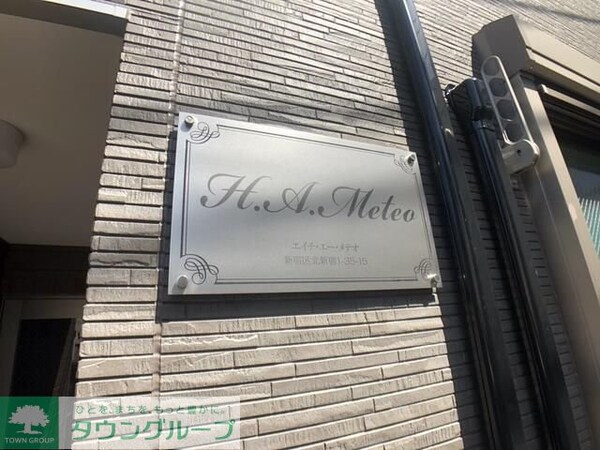 H.A.Meteo
エイチ・エー・メテオ
新宿区北新宿1-35-15
TOWN GROUP
ひとを、まちを、もっと豊かに。
タウングループ